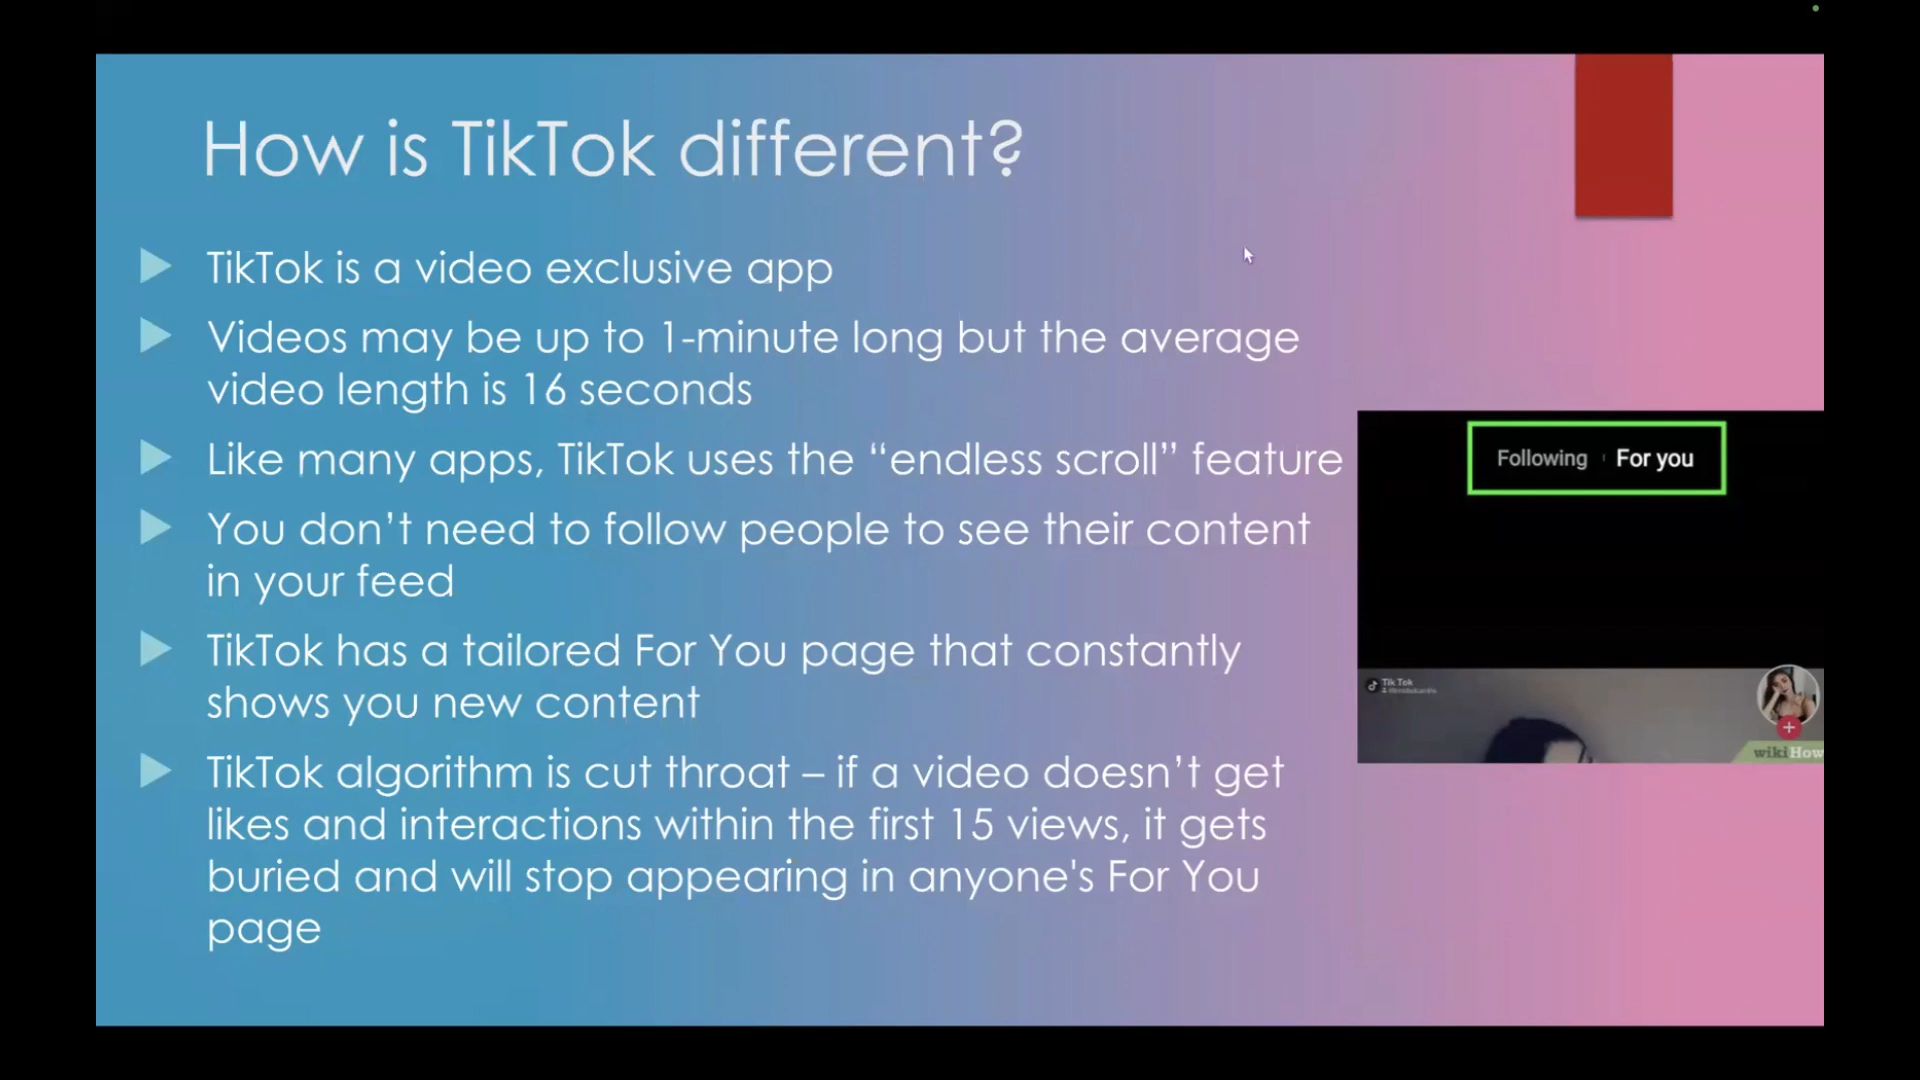 How is TikTok different?
TikTok is a video exclusive app
Videos may be up to 1-minute long but the average
video length is 16 seconds
Like many apps, TikTok uses the “endless scroll” feature
You don’t need to follow people to see their content
in your feed
TikTok has a tailored For You page that constantly
shows you new content
TikTok algorithm is cut throat – if a video doesn’t get
likes and interactions within the first 15 views, it gets
buried and will stop appearing in anyone's For You
page
Following For you
Tik Tok
wikiHow